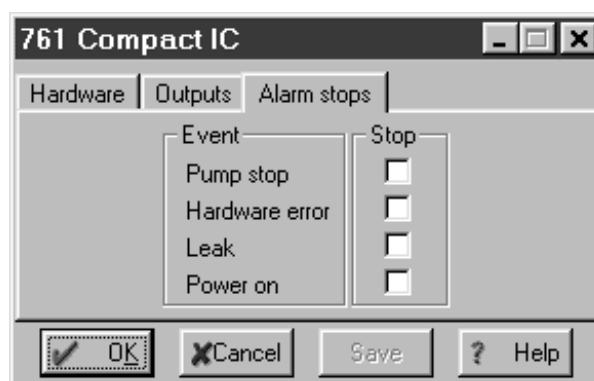 761 Compact IC
Hardware Outputs Alarm stops
Event Stop
Pump stop
Hardware error
Leak
Power on
OK Cancel Save ? Help